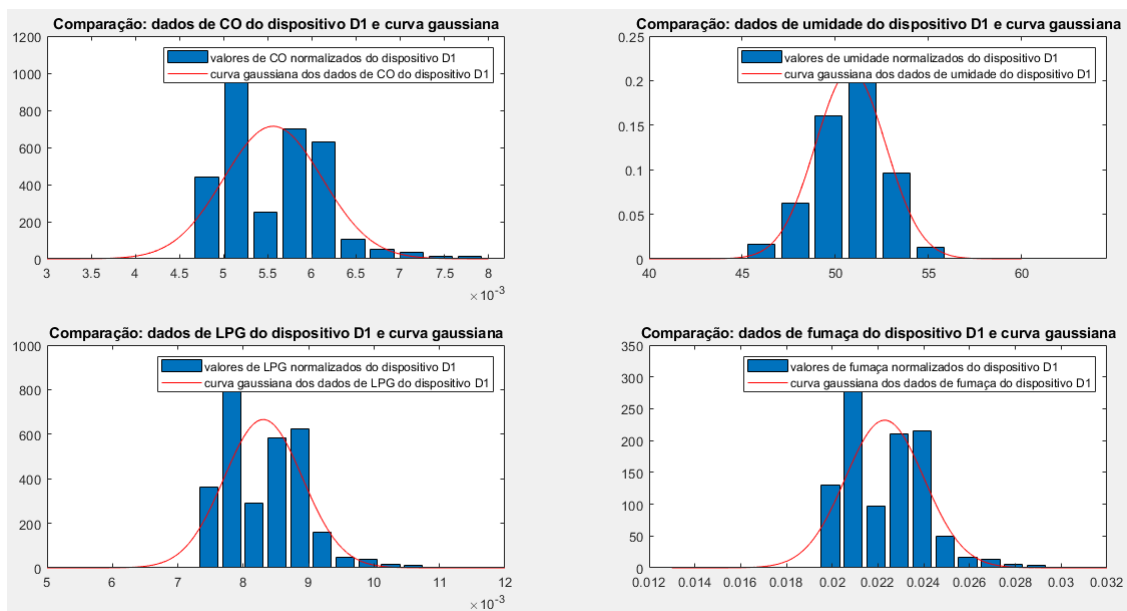 Comparação: dados de CO do dispositivo D1 e curva gaussiana
1200
1000
800
600
400
200
0
valores de CO normalizados do dispositivo D1
curva gaussiana dos dados de CO do dispositivo D1
3 3.5 4 4.5 5 5.5 6 6.5 7 7.5 8
×10⁻³
Comparação: dados de umidade do dispositivo D1 e curva gaussiana
0.25
0.2
0.15
0.1
0.05
0
valores de umidade normalizados do dispositivo D1
curva gaussiana dos dados de umidade do dispositivo D1
40 45 50 55 60
Comparação: dados de LPG do dispositivo D1 e curva gaussiana
1000
800
600
400
200
0
valores de LPG normalizados do dispositivo D1
curva gaussiana dos dados de LPG do dispositivo D1
5 6 7 8 9 10 11 12
×10⁻³
Comparação: dados de fumaça do dispositivo D1 e curva gaussiana
350
300
250
200
150
100
50
0
valores de fumaça normalizados do dispositivo D1
curva gaussiana dos dados de fumaça do dispositivo D1
0.012 0.014 0.016 0.018 0.02 0.022 0.024 0.026 0.028 0.03 0.032